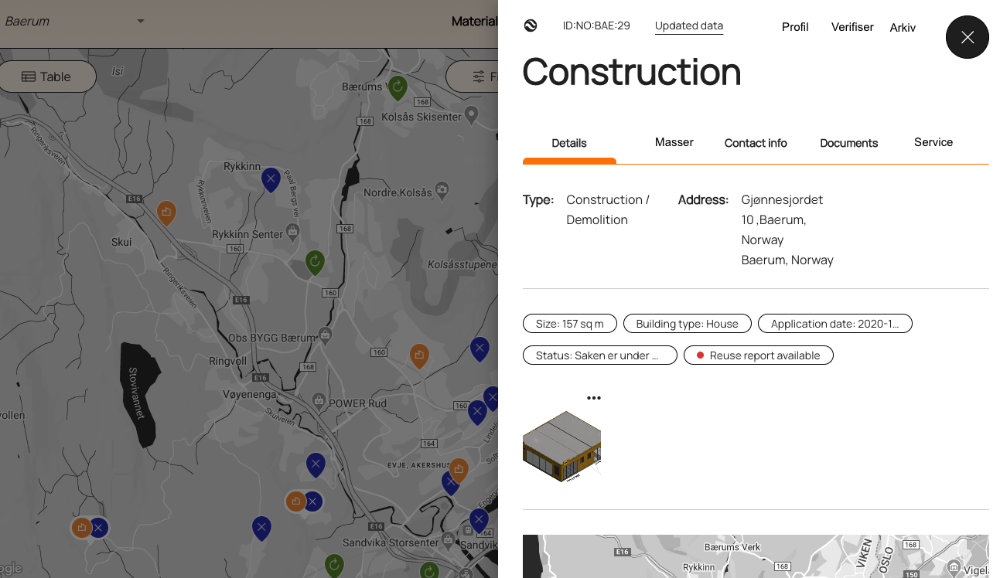 Baerum
Material
Table
Isi
Bærums V
168
Kolsås Skisenter
168
Ringeriksveien
Rykkinn
Rykkinnveien
Paal Bergs vei
Nordre Kolsås
E16
168
Rykkinn Senter
160
Skui
Kolsåsstupene
Ringeriksveien
160
E16
Obs BYGG Bærum
160
Ringvoll
168
E16
Stovivannet
Vøyenenga
POWER Rud
160
vollen
Skuiveien
164
EVJE, AKERSHUS
E16
164
Sandvika Storsenter
Sandvik
ogle
ID:NO:BAE:29
Updated data
Profil
Verifiser
Arkiv
Construction
Details
Masser
Contact info
Documents
Service
Type:
Construction /
Demolition
Address:
Gjønnesjordet
10 ,Baerum,
Norway
Baerum, Norway
Size: 157 sq m
Building type: House
Application date: 2020-1...
Status: Saken er under ...
Reuse report available
E16
Bærums Verk
168
VIKEN
OSLO
Rykkinn
168
150
Vigela